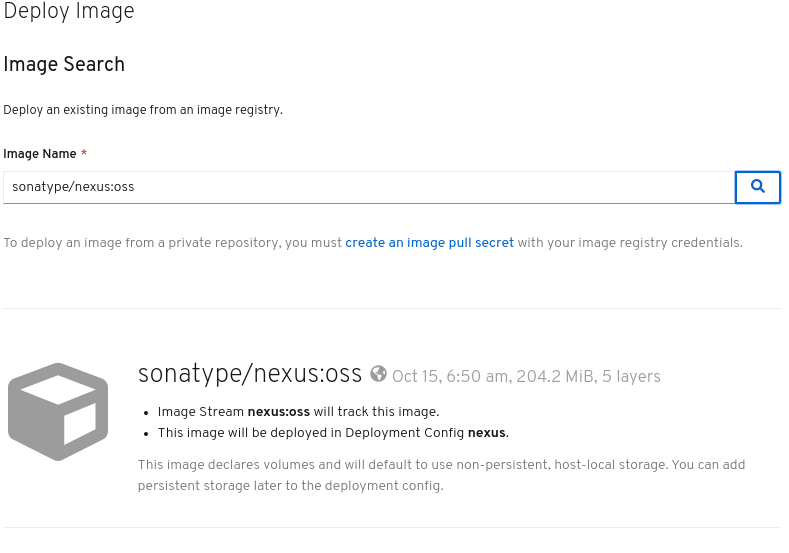 Deploy Image
Image Search
Deploy an existing image from an image registry.
Image Name *
sonatype/nexus:oss
To deploy an image from a private repository, you must create an image pull secret with your image registry credentials.
sonatype/nexus:oss Oct 15, 6:50 am, 204.2 MiB, 5 layers
• Image Stream nexus:oss will track this image.
• This image will be deployed in Deployment Config nexus.
This image declares volumes and will default to use non-persistent, host-local storage. You can add
persistent storage later to the deployment config.